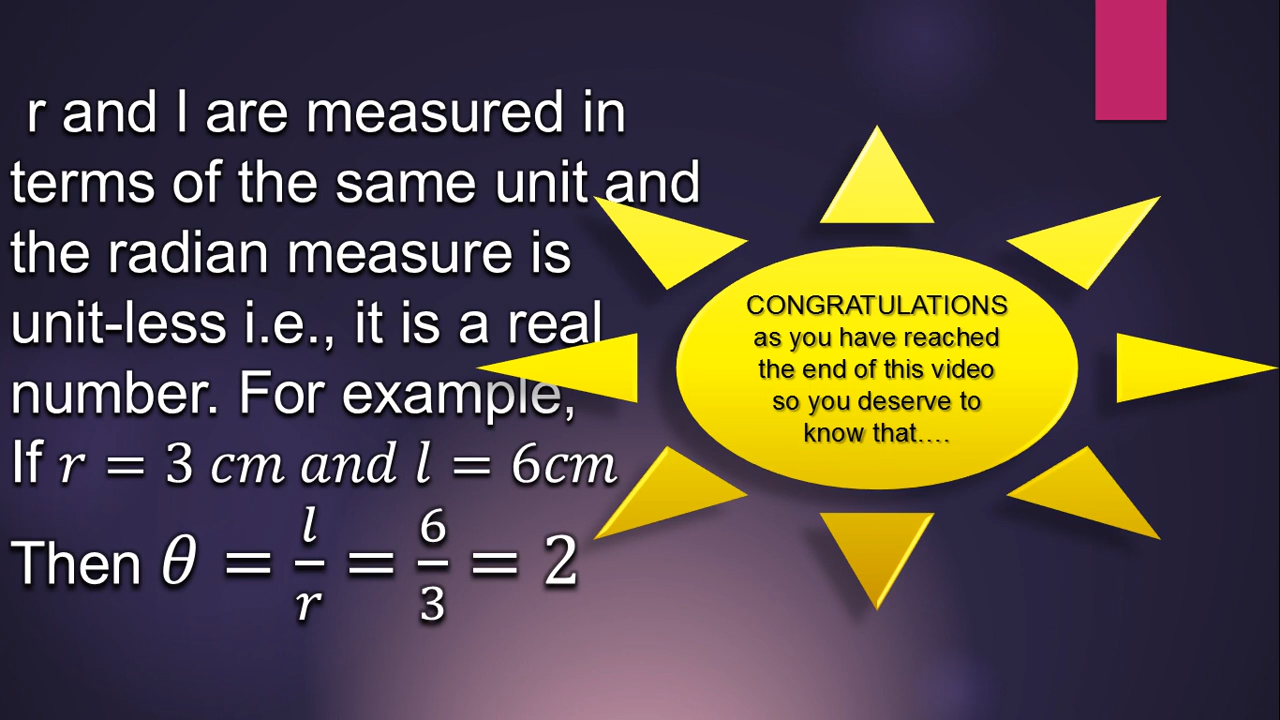 r and l are measured in
terms of the same unit and
the radian measure is
unit-less i.e., it is a real
number. For example,
If r = 3 cm and l = 6cm
Then θ = l/r = 6/3 = 2
CONGRATULATIONS
as you have reached
the end of this video
so you deserve to
know that....